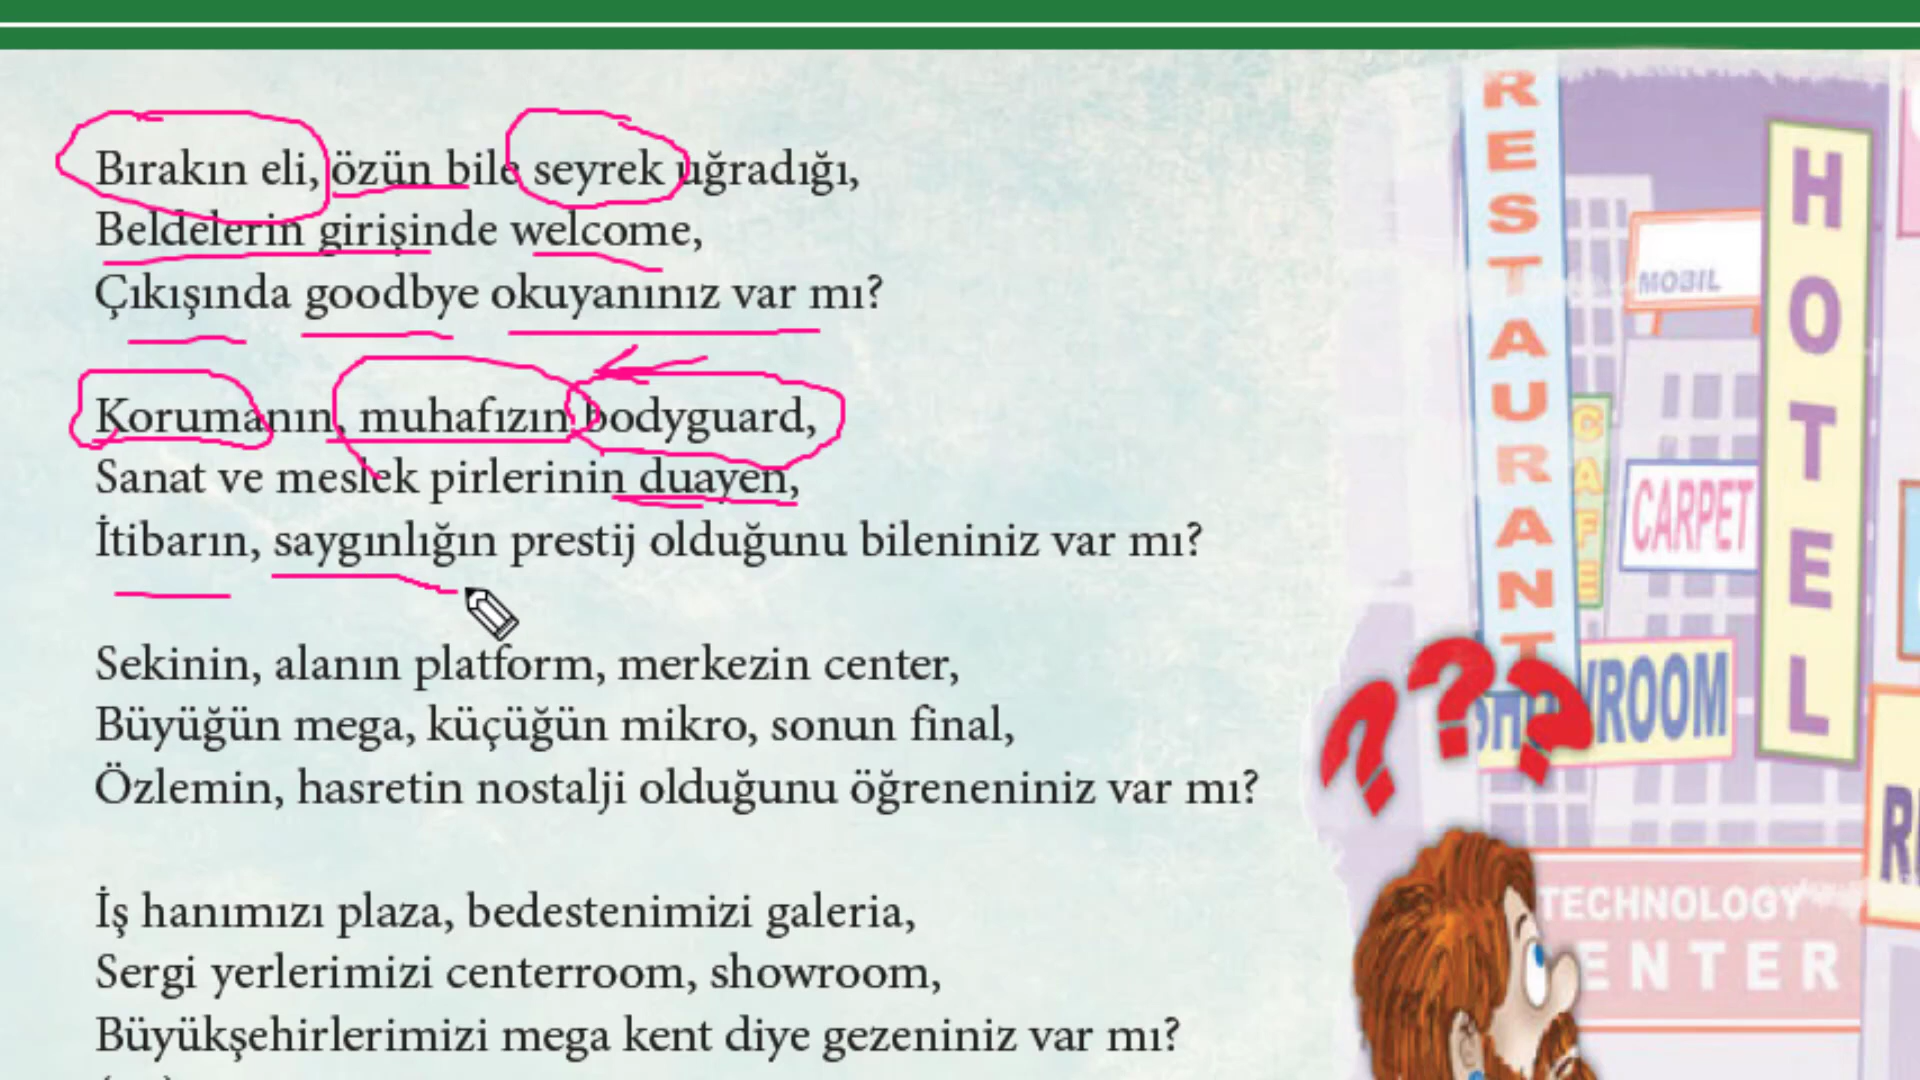 Bırakın eli, özün bile seyrek uğradığı,
Beldelerin girişinde welcome,
Çıkışında goodbye okuyanınız var mı?
Korumanın, muhafızın bodyguard,
Sanat ve meslek pirlerinin duayen,
İtibarın, saygınlığın prestij olduğunu bileniniz var mı?
Sekinin, alanın platform, merkezin center,
Büyüğün mega, küçüğün mikro, sonun final,
Özlemin, hasretin nostalji olduğunu öğreneniniz var mı?
İş hanımızı plaza, bedestenimizi galeria,
Sergi yerlerimizi centerroom, showroom,
Büyükşehirlerimizi mega kent diye gezeniniz var mı?
RESTAURANT
MOBIL
HOTEL
CAFE
CARPET
SHOWROOM
???
TECHNOLOGY
CENTER